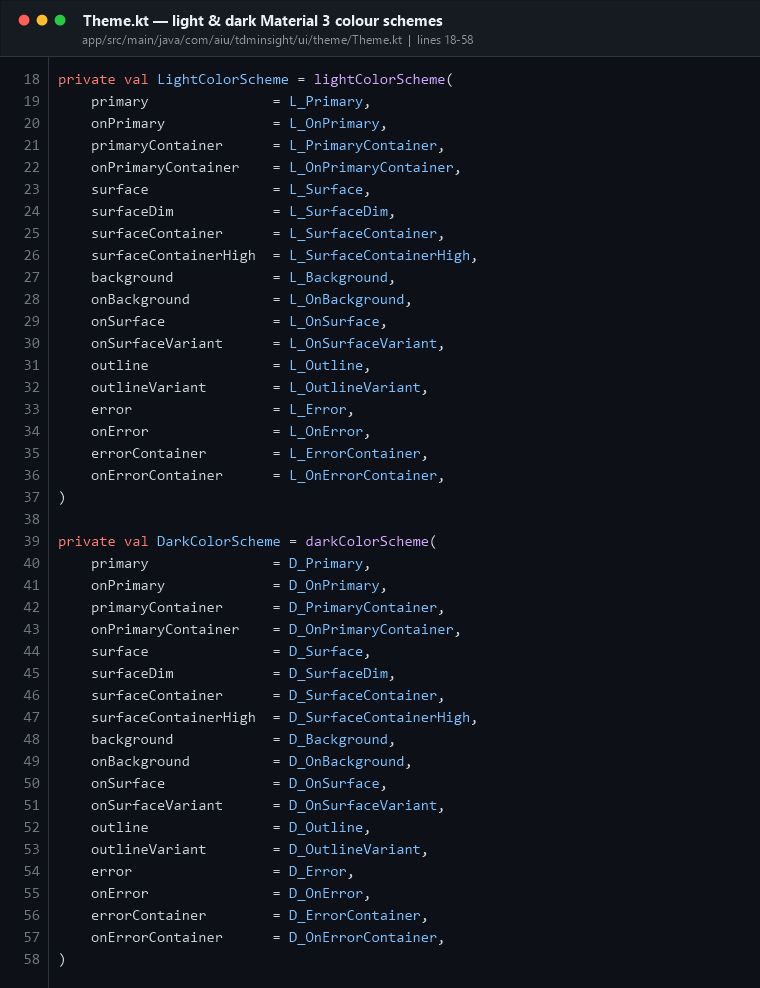 Theme.kt — light & dark Material 3 colour schemes
app/src/main/java/com/aiu/tdminsight/ui/theme/Theme.kt | lines 18-58
18 private val LightColorScheme = lightColorScheme(
19     primary               = L_Primary,
20     onPrimary             = L_OnPrimary,
21     primaryContainer      = L_PrimaryContainer,
22     onPrimaryContainer    = L_OnPrimaryContainer,
23     surface               = L_Surface,
24     surfaceDim            = L_SurfaceDim,
25     surfaceContainer      = L_SurfaceContainer,
26     surfaceContainerHigh  = L_SurfaceContainerHigh,
27     background            = L_Background,
28     onBackground          = L_OnBackground,
29     onSurface             = L_OnSurface,
30     onSurfaceVariant      = L_OnSurfaceVariant,
31     outline               = L_Outline,
32     outlineVariant        = L_OutlineVariant,
33     error                 = L_Error,
34     onError               = L_OnError,
35     errorContainer        = L_ErrorContainer,
36     onErrorContainer      = L_OnErrorContainer,
37 )
38
39 private val DarkColorScheme = darkColorScheme(
40     primary               = D_Primary,
41     onPrimary             = D_OnPrimary,
42     primaryContainer      = D_PrimaryContainer,
43     onPrimaryContainer    = D_OnPrimaryContainer,
44     surface               = D_Surface,
45     surfaceDim            = D_SurfaceDim,
46     surfaceContainer      = D_SurfaceContainer,
47     surfaceContainerHigh  = D_SurfaceContainerHigh,
48     background            = D_Background,
49     onBackground          = D_OnBackground,
50     onSurface             = D_OnSurface,
51     onSurfaceVariant      = D_OnSurfaceVariant,
52     outline               = D_Outline,
53     outlineVariant        = D_OutlineVariant,
54     error                 = D_Error,
55     onError               = D_OnError,
56     errorContainer        = D_ErrorContainer,
57     onErrorContainer      = D_OnErrorContainer,
58 )